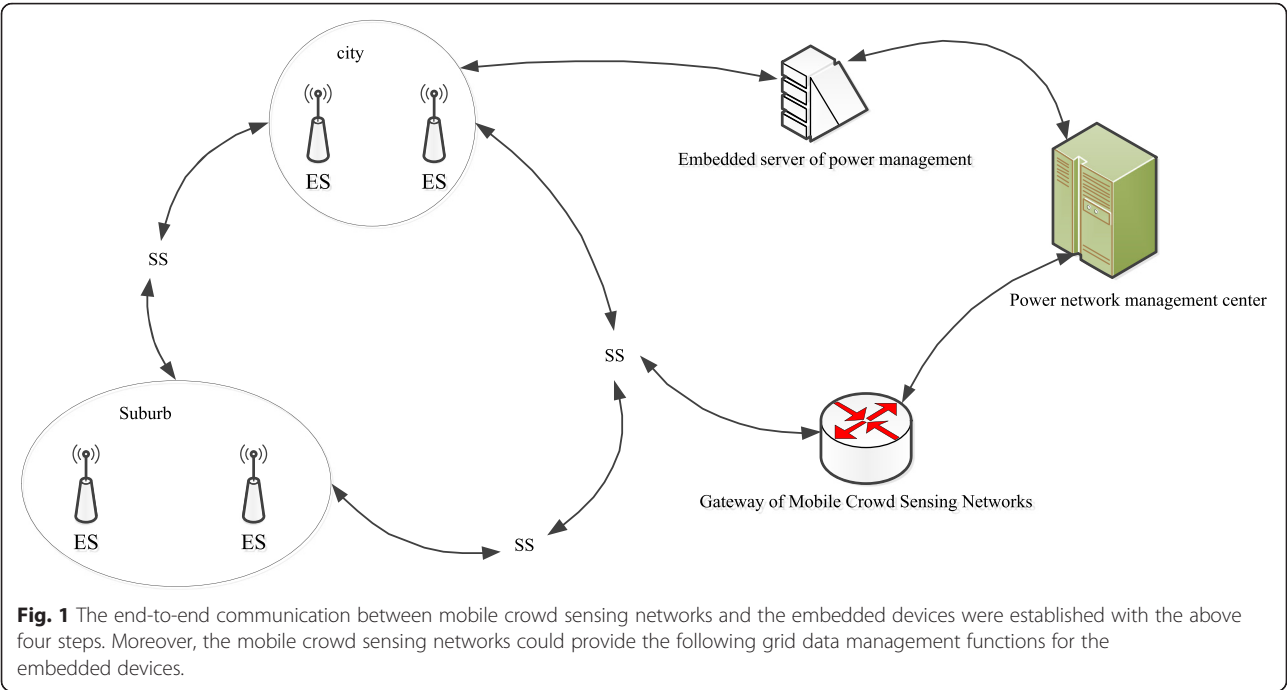 city
ES
ES
Embedded server of power management
Power network management center
SS
SS
Suburb
ES
ES
SS
Gateway of Mobile Crowd Sensing Networks
Fig. 1 The end-to-end communication between mobile crowd sensing networks and the embedded devices were established with the above
four steps. Moreover, the mobile crowd sensing networks could provide the following grid data management functions for the
embedded devices.